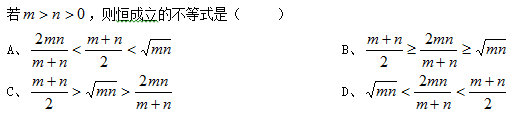 若 $m>n>0$，则恒成立的不等式是（　　）
A、$\frac{2mn}{m+n}<\frac{m+n}{2}<\sqrt{mn}$　　B、$\frac{m+n}{2}\geq\frac{2mn}{m+n}\geq\sqrt{mn}$
C、$\frac{m+n}{2}>\sqrt{mn}>\frac{2mn}{m+n}$　　D、$\sqrt{mn}<\frac{2mn}{m+n}<\frac{m+n}{2}$